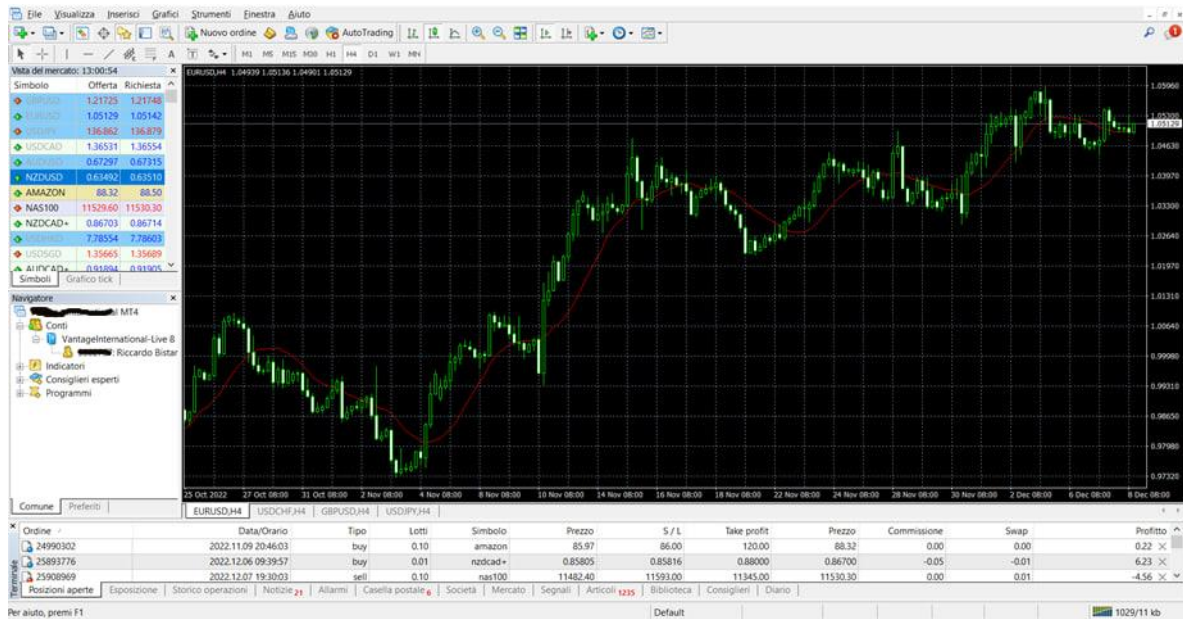 File Visualizza Inserisci Grafici Strumenti Finestra Aiuto
Nuovo ordine AutoTrading
A T M1 M5 M15 M30 H1 H4 D1 W1 MN
Vista del mercato: 13:00:54
Simbolo Offerta Richiesta
GBPUSD 1.21725 1.21748
EURUSD 1.05129 1.05142
USDJPY 136.862 136.879
USDCAD 1.36531 1.36554
AUDUSD 0.67297 0.67315
NZDUSD 0.63492 0.63510
AMAZON 88.32 88.50
NAS100 11529.60 11530.30
NZDCAD+ 0.86703 0.86714
7.78554 7.78603
USDSGD 1.35665 1.35689
AUDCAD+ 0.91894 0.91905
Simboli Grafico tick
Navigatore
MT4
Conti
VantageInternational-Live 8
: Riccardo Bistar
Indicatori
Consiglieri esperti
Programmi
Comune Preferiti
EURUSD,H4 1.04939 1.05136 1.04901 1.05129
1.05960
1.05300
1.05129
1.04630
1.03970
1.03300
1.02640
1.01970
1.01310
1.00640
0.99980
0.99310
0.98650
0.97980
0.97320
25 Oct 2022 27 Oct 08:00 31 Oct 08:00 2 Nov 08:00 4 Nov 08:00 8 Nov 08:00 10 Nov 08:00 14 Nov 08:00 16 Nov 08:00 18 Nov 08:00 22 Nov 08:00 24 Nov 08:00 28 Nov 08:00 30 Nov 08:00 2 Dec 08:00 6 Dec 08:00 8 Dec 08:00
EURUSD,H4 USDCHF,H4 GBPUSD,H4 USDJPY,H4
Ordine Data/Orario Tipo Lotti Simbolo Prezzo S / L Take profit Prezzo Commissione Swap Profitto
24990302 2022.11.09 20:46:03 buy 0.10 amazon 85.97 86.00 120.00 88.32 0.00 0.00 0.22
25893776 2022.12.06 09:39:57 buy 0.01 nzdcad+ 0.85805 0.85816 0.88000 0.86700 -0.05 -0.01 6.23
25908969 2022.12.07 19:30:03 sell 0.10 nas100 11482.40 11593.00 11345.00 11530.30 0.00 -0.01 -4.56
Terminale
Posizioni aperte Esposizione Storico operazioni Notizie 21 Allarmi Casella postale 6 Società Mercato Segnali Articoli 1235 Biblioteca Consiglieri Diario
Per aiuto, premi F1 Default 1029/11 kb